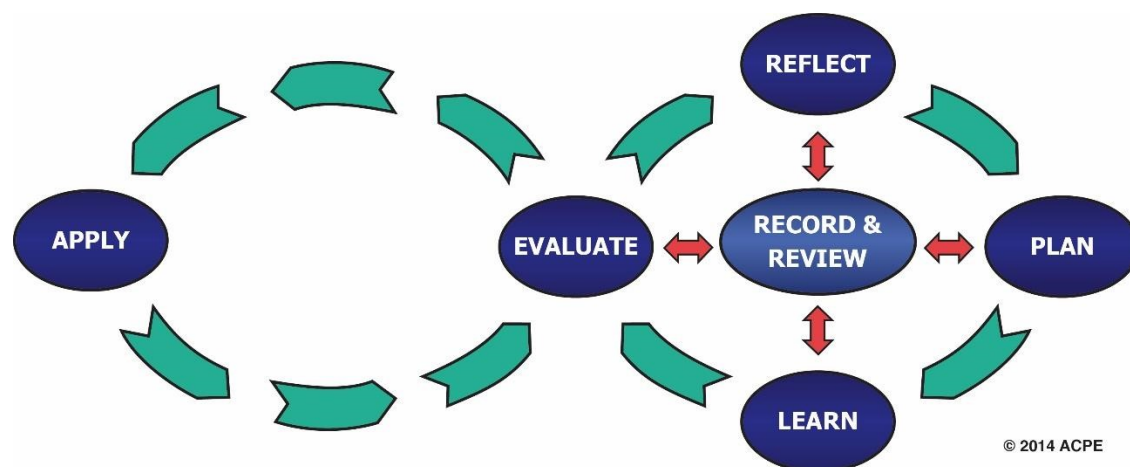 REFLECT
APPLY
EVALUATE
RECORD &
REVIEW
PLAN
LEARN
© 2014 ACPE